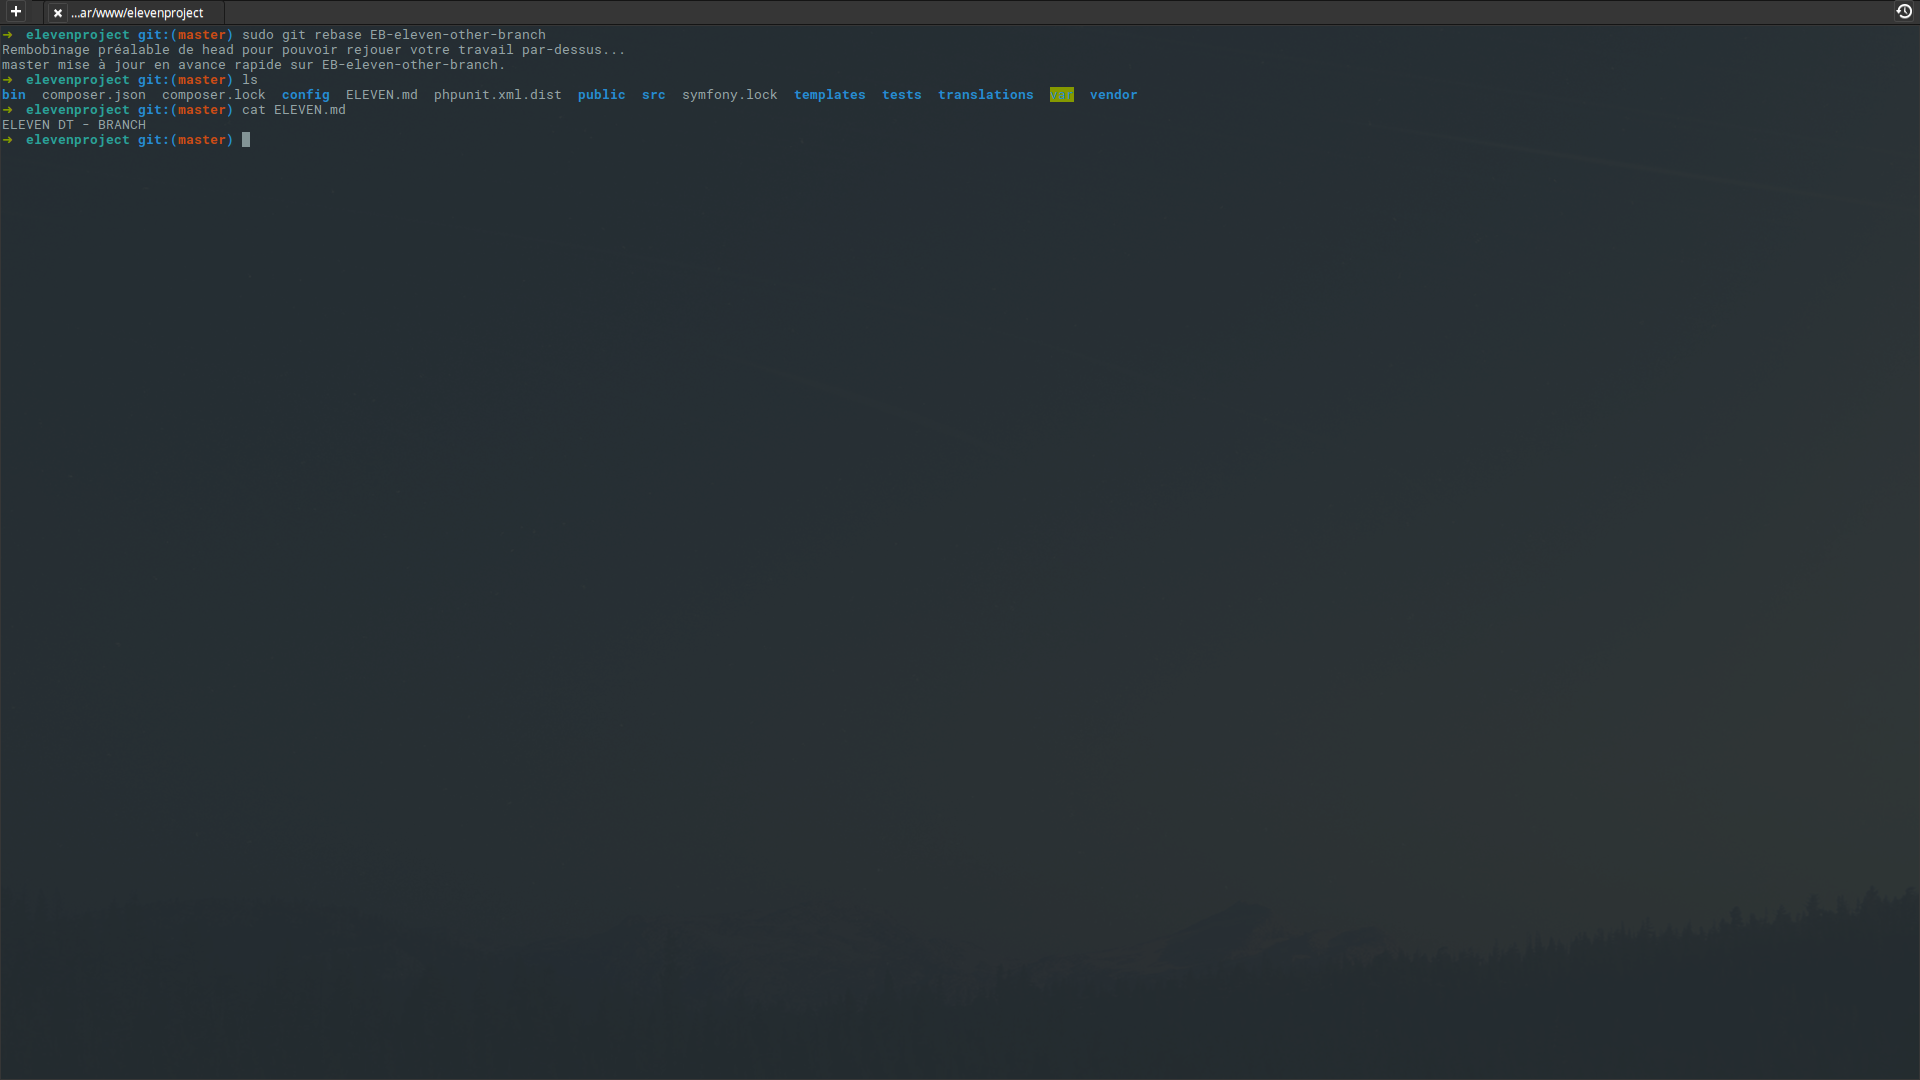 ...ar/www/elevenproject
→ elevenproject git:(master) sudo git rebase EB-eleven-other-branch
Rembobinage préalable de head pour pouvoir rejouer votre travail par-dessus...
master mise à jour en avance rapide sur EB-eleven-other-branch.
→ elevenproject git:(master) ls
bin composer.json composer.lock config ELEVEN.md phpunit.xml.dist public src symfony.lock templates tests translations var vendor
→ elevenproject git:(master) cat ELEVEN.md
ELEVEN DT - BRANCH
→ elevenproject git:(master)